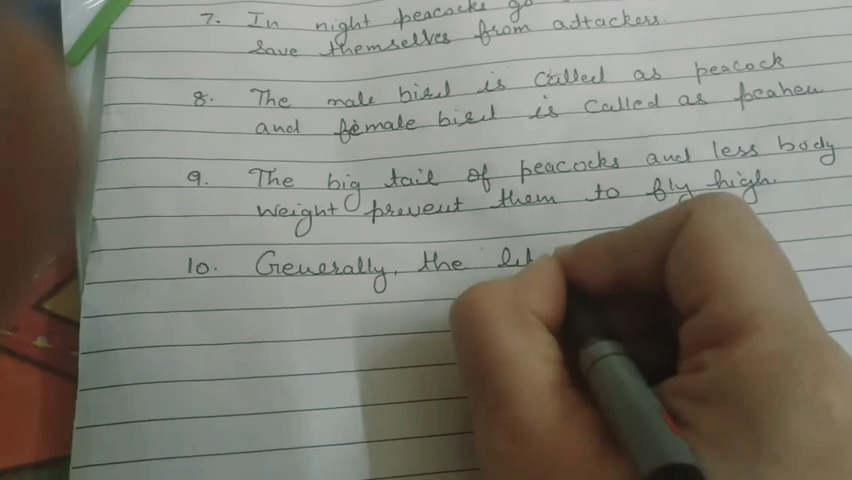 7. In night peacocks go
save themselves from attackers.
8. The male bird is called as peacock
and female bird is called as peahen
9. The big tail of peacocks and less body
weight prevent them to fly high.
10. Generally, the